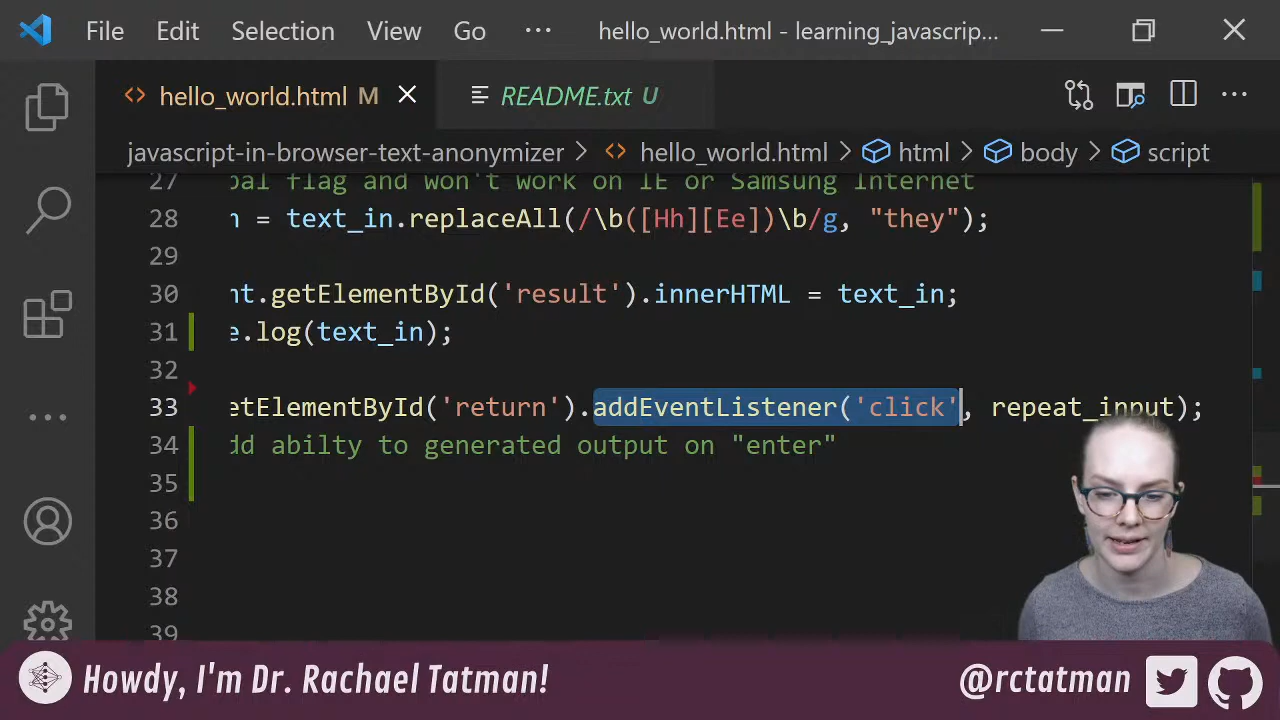 File Edit Selection View Go ··· hello_world.html - learning_javascrip...
hello_world.html M README.txt U
javascript-in-browser-text-anonymizer > hello_world.html > html > body > script
27 bal flag and won't work on IE or Samsung Internet
28 n = text_in.replaceAll(/\b([Hh][Ee])\b/g, "they");
29
30 nt.getElementById('result').innerHTML = text_in;
31 e.log(text_in);
32
33 etElementById('return').addEventListener('click', repeat_input);
34 dd abilty to generated output on "enter"
35
36
37
38
39
Howdy, I'm Dr. Rachael Tatman! @rctatman